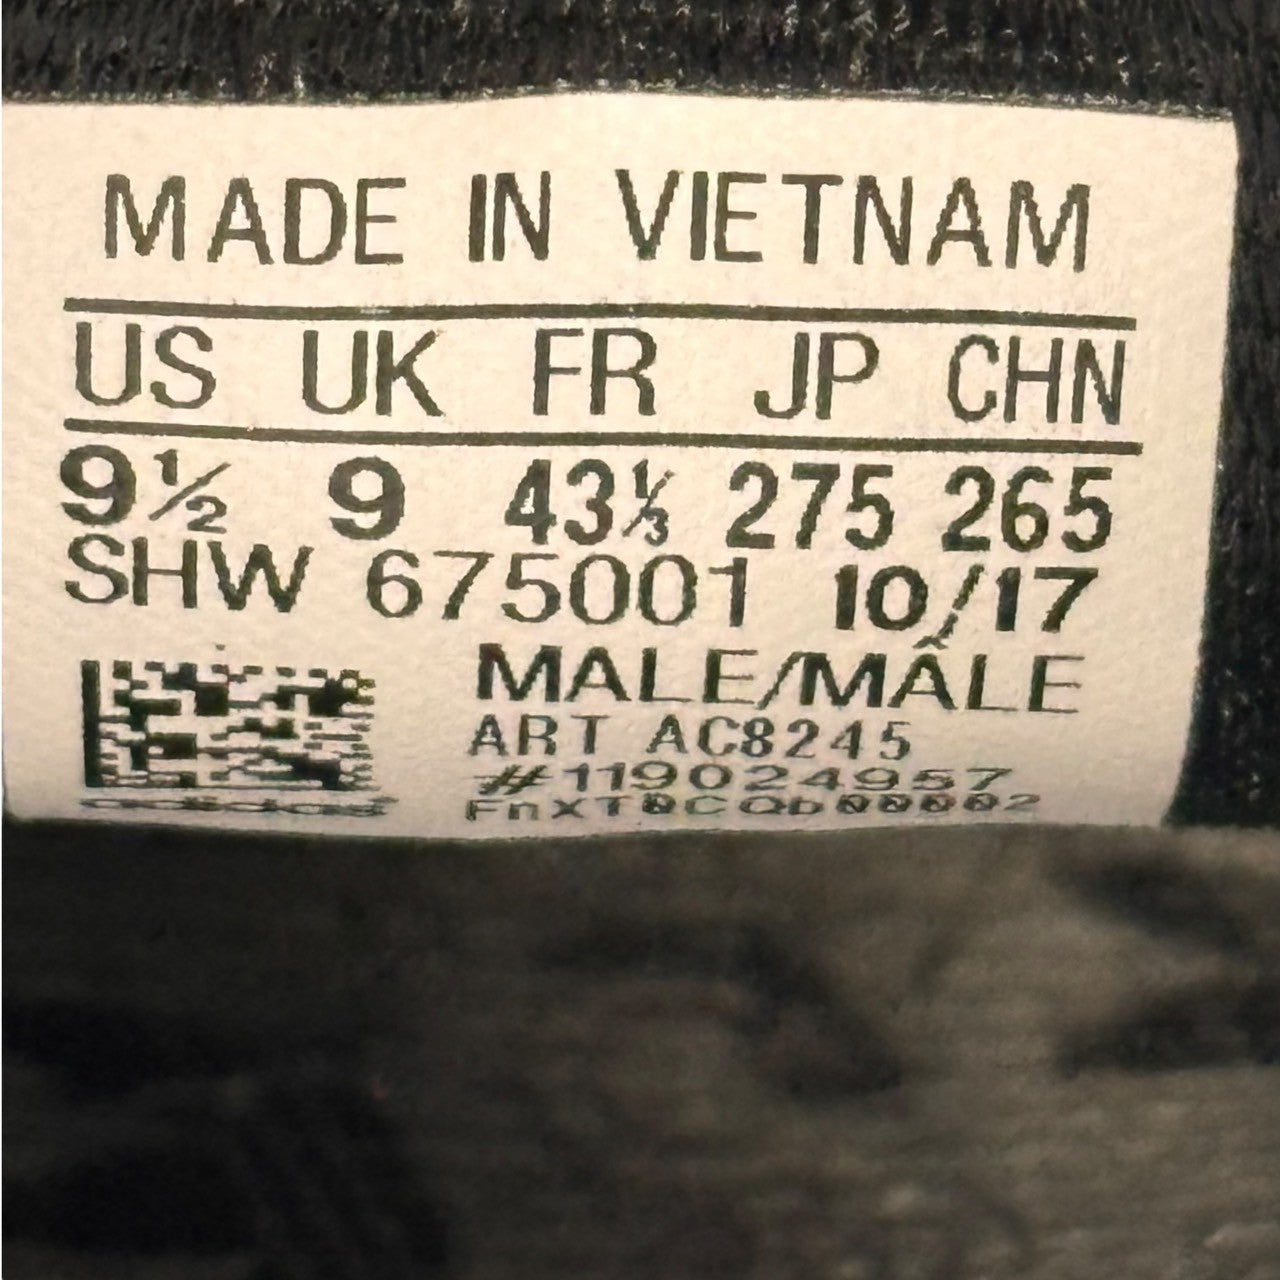 MADE IN VIETNAM
US UK FR JP CHN
9½ 9 43⅓ 275 265
SHW 675001 10/17
MALE/MÂLE
ART AC8245
#119024957
FnXT0CQb00002
adidas